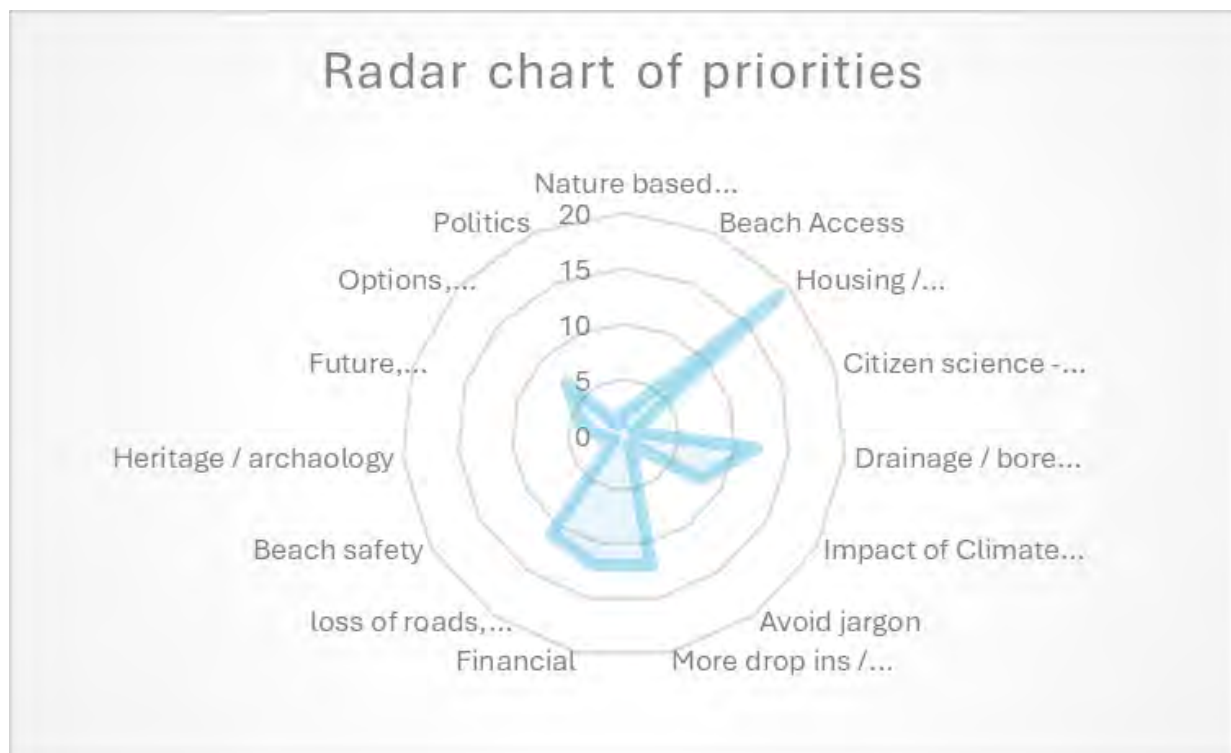 Radar chart of priorities
Nature based...
Beach Access
Housing /...
Citizen science -...
Drainage / bore...
Impact of Climate...
Avoid jargon
More drop ins /...
Financial
loss of roads,...
Beach safety
Heritage / archaology
Future,...
Options,...
Politics
20
15
10
5
0